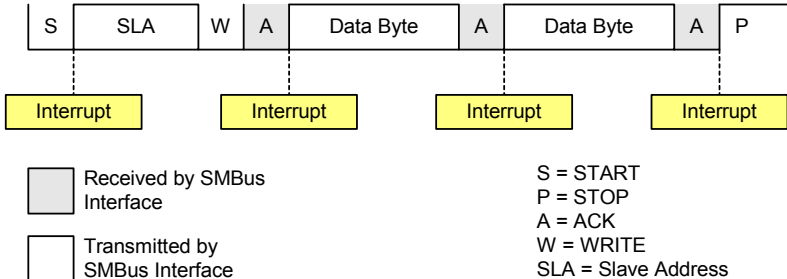 S SLA W A Data Byte A Data Byte A P
Interrupt Interrupt Interrupt Interrupt
Received by SMBus
Interface
Transmitted by
SMBus Interface
S = START
P = STOP
A = ACK
W = WRITE
SLA = Slave Address